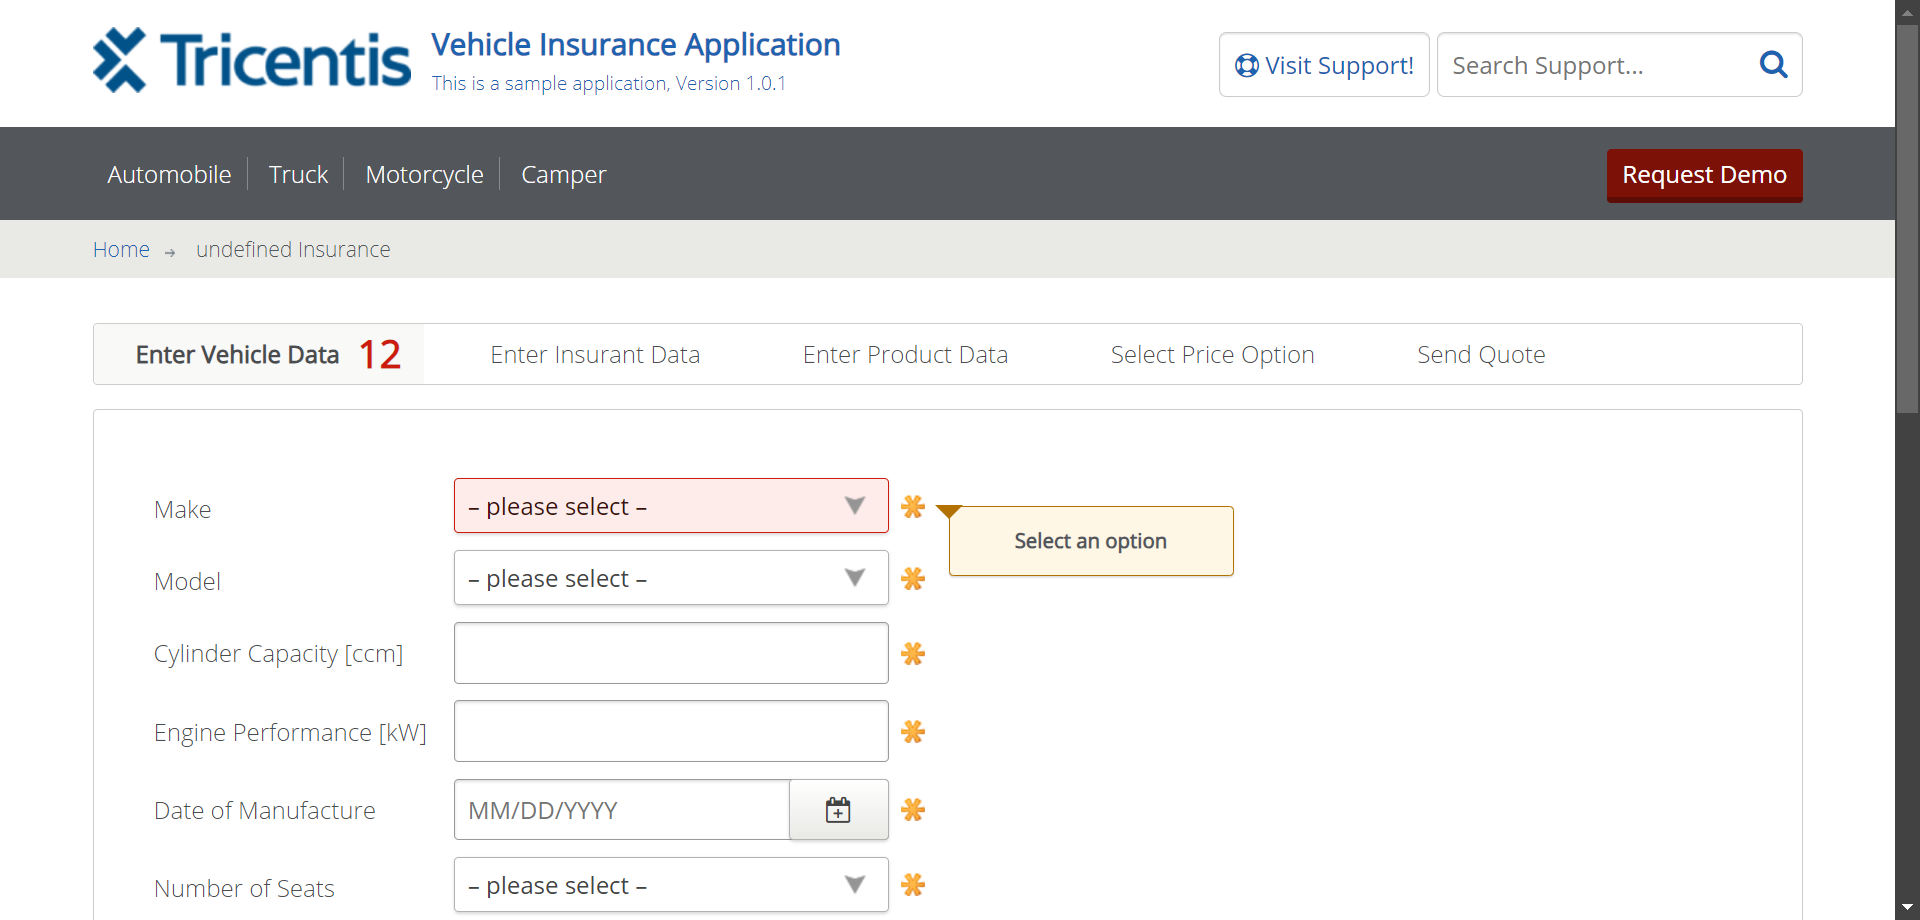 Tricentis
Vehicle Insurance Application
This is a sample application, Version 1.0.1
Visit Support!
Search Support...
Automobile
Truck
Motorcycle
Camper
Request Demo
Home
undefined Insurance
Enter Vehicle Data 12
Enter Insurant Data
Enter Product Data
Select Price Option
Send Quote
Make
– please select –
Select an option
Model
– please select –
Cylinder Capacity [ccm]
Engine Performance [kW]
Date of Manufacture
MM/DD/YYYY
Number of Seats
– please select –